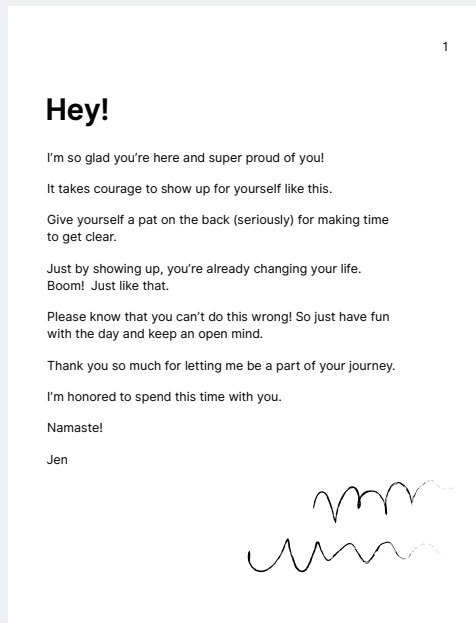 1
Hey!
I’m so glad you’re here and super proud of you!
It takes courage to show up for yourself like this.
Give yourself a pat on the back (seriously) for making time
to get clear.
Just by showing up, you’re already changing your life.
Boom!  Just like that.
Please know that you can’t do this wrong! So just have fun
with the day and keep an open mind.
Thank you so much for letting me be a part of your journey.
I’m honored to spend this time with you.
Namaste!
Jen